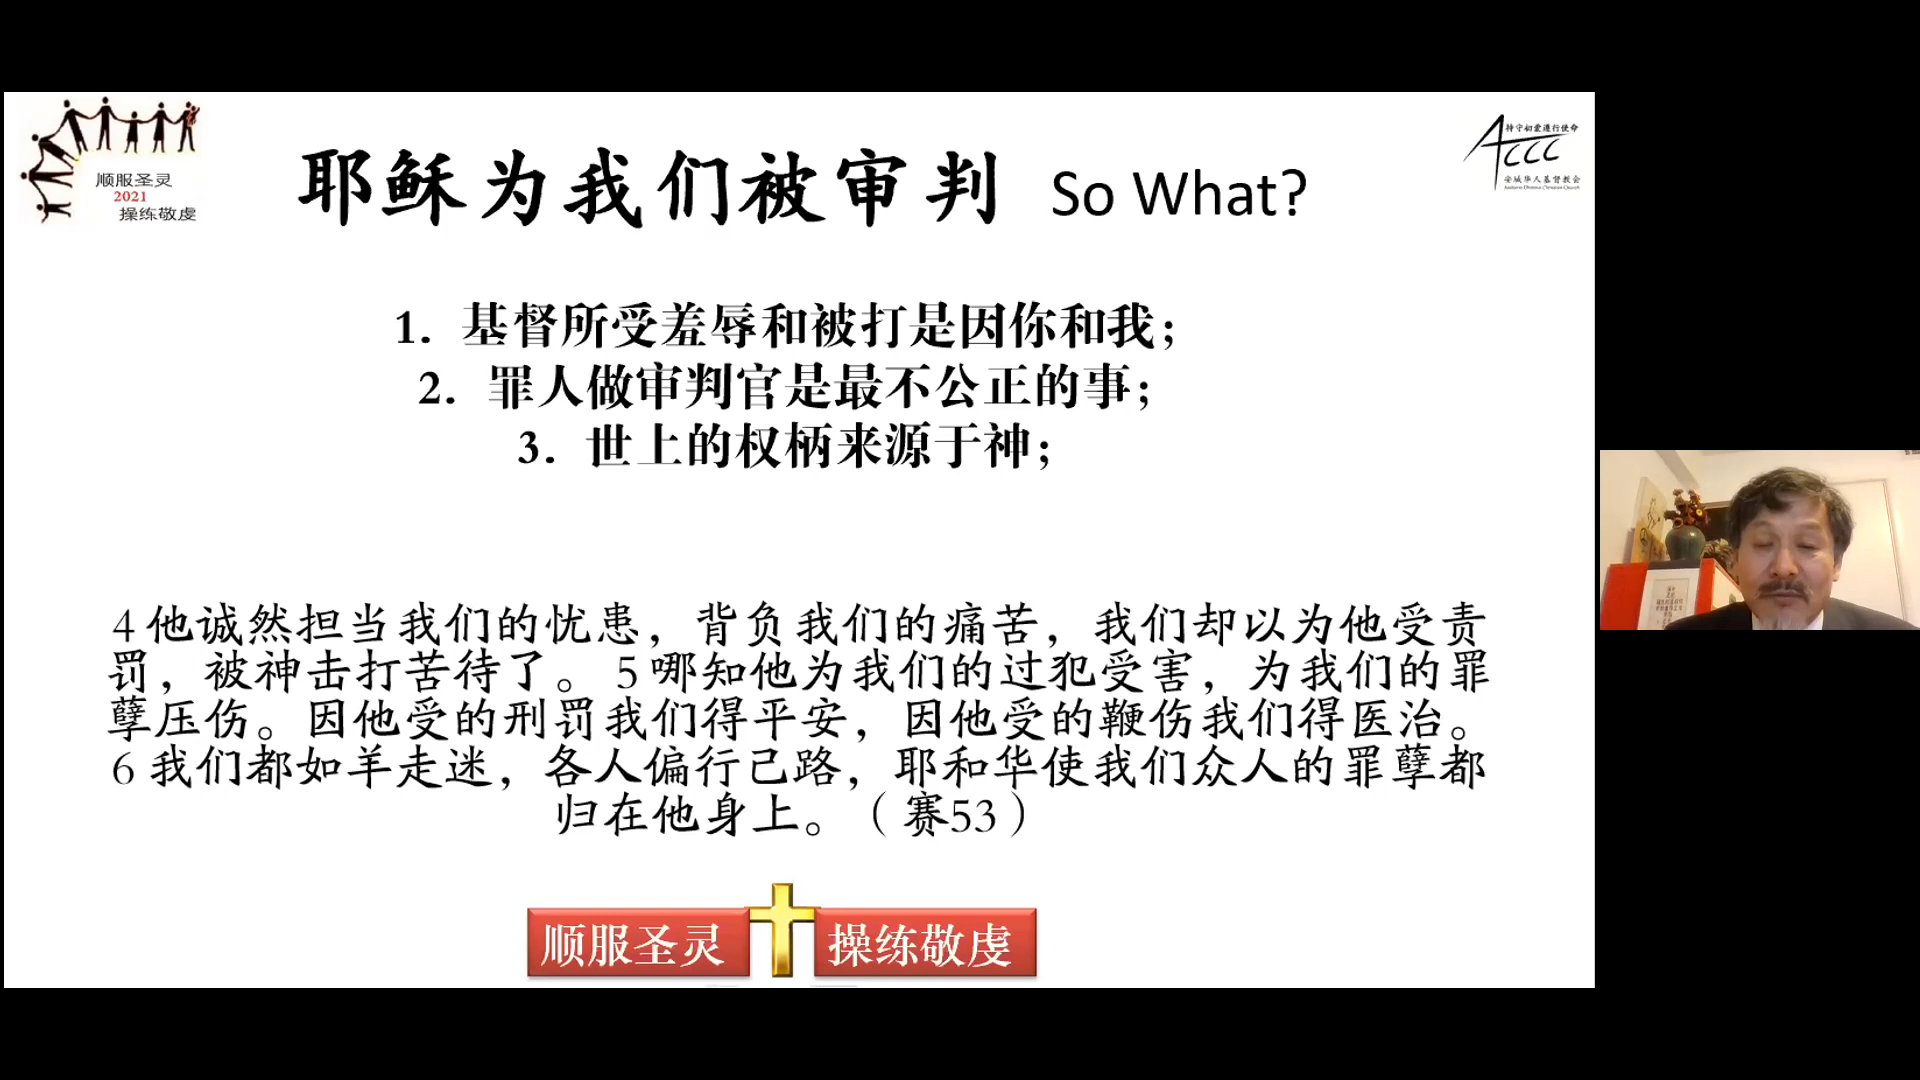 顺服圣灵
2021
操练敬虔
耶稣为我们被审判 So What?
持守初爱遵行使命
ACCC
安城华人基督教会
1. 基督所受羞辱和被打是因你和我；
2. 罪人做审判官是最不公正的事；
3. 世上的权柄来源于神；
4 他诚然担当我们的忧患，背负我们的痛苦，我们却以为他受责
罚，被神击打苦待了。 5 哪知他为我们的过犯受害，为我们的罪
孽压伤。因他受的刑罚我们得平安，因他受的鞭伤我们得医治。
6 我们都如羊走迷，各人偏行己路，耶和华使我们众人的罪孽都
归在他身上。（赛53）
顺服圣灵 操练敬虔